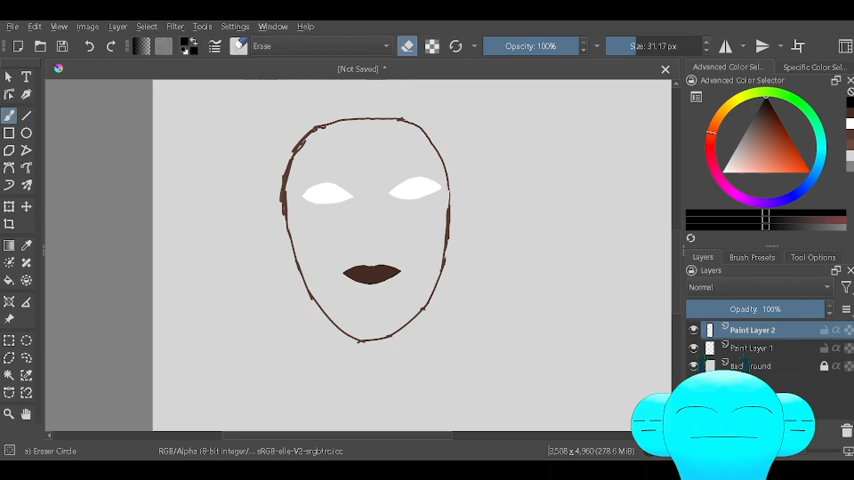 File Edit View Image Layer Select Filter Tools Settings Window Help
Erase Opacity: 100% Size: 31.17 px
[Not Saved] *
Advanced Color Sel... Specific Color Sel...
Advanced Color Selector
Layers Brush Presets Tool Options
Layers
Normal
Opacity: 100%
Paint Layer 2
Paint Layer 1
Background
a) Eraser Circle RGB/Alpha (8-bit integer/... sRGB-elle-V2-srgbtrc.icc 3,508 x 4,960 (278.6 MiB)